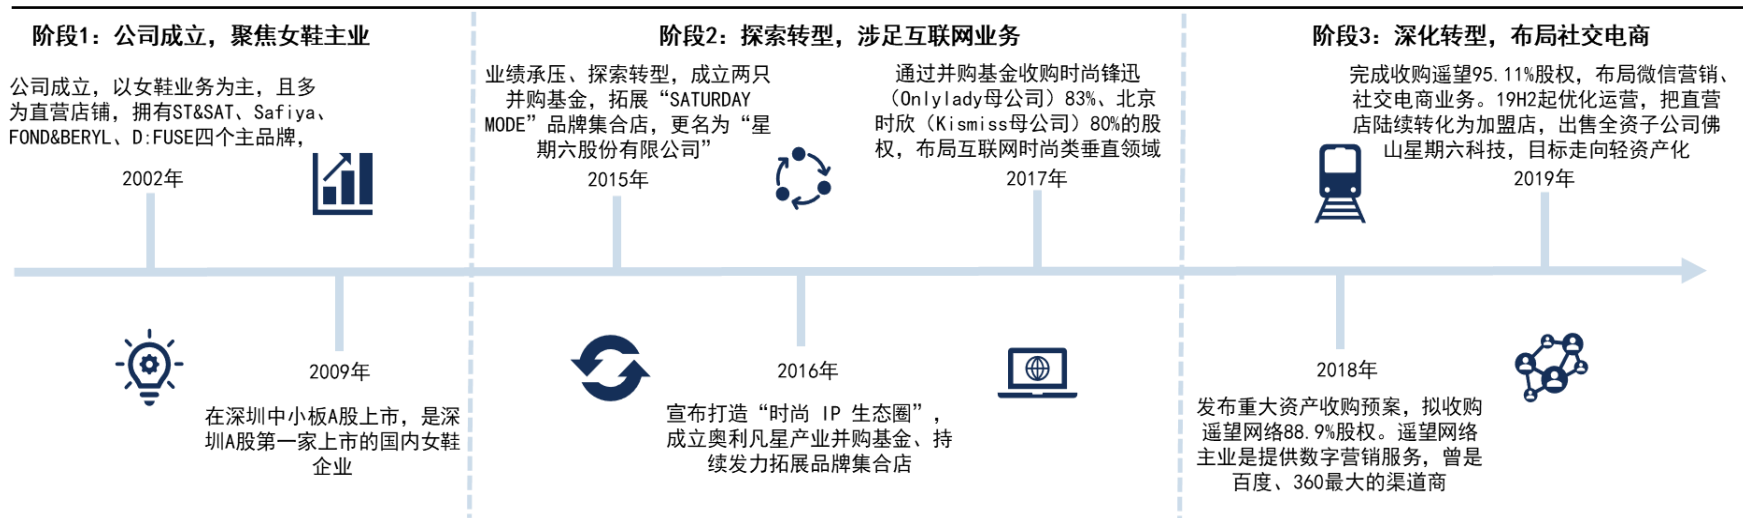 阶段1：公司成立，聚焦女鞋主业
公司成立，以女鞋业务为主，且多
为直营店铺，拥有ST&SAT、Safiya、
FOND&BERYL、D:FUSE四个主品牌，
2002年
2009年
在深圳中小板A股上市，是深
圳A股第一家上市的国内女鞋
企业
阶段2：探索转型，涉足互联网业务
业绩承压、探索转型，成立两只
并购基金，拓展“SATURDAY
MODE”品牌集合店，更名为“星
期六股份有限公司”
2015年
2016年
宣布打造“时尚 IP 生态圈”，
成立奥利凡星产业并购基金、持
续发力拓展品牌集合店
通过并购基金收购时尚锋迅
（Onlylady母公司）83%、北京
时欣（Kismiss母公司）80%的股
权，布局互联网时尚类垂直领域
2017年
阶段3：深化转型，布局社交电商
2018年
发布重大资产收购预案，拟收购
遥望网络88.9%股权。遥望网络
主业是提供数字营销服务，曾是
百度、360最大的渠道商
完成收购遥望95.11%股权，布局微信营销、
社交电商业务。19H2起优化运营，把直营
店陆续转化为加盟店，出售全资子公司佛
山星期六科技，目标走向轻资产化
2019年